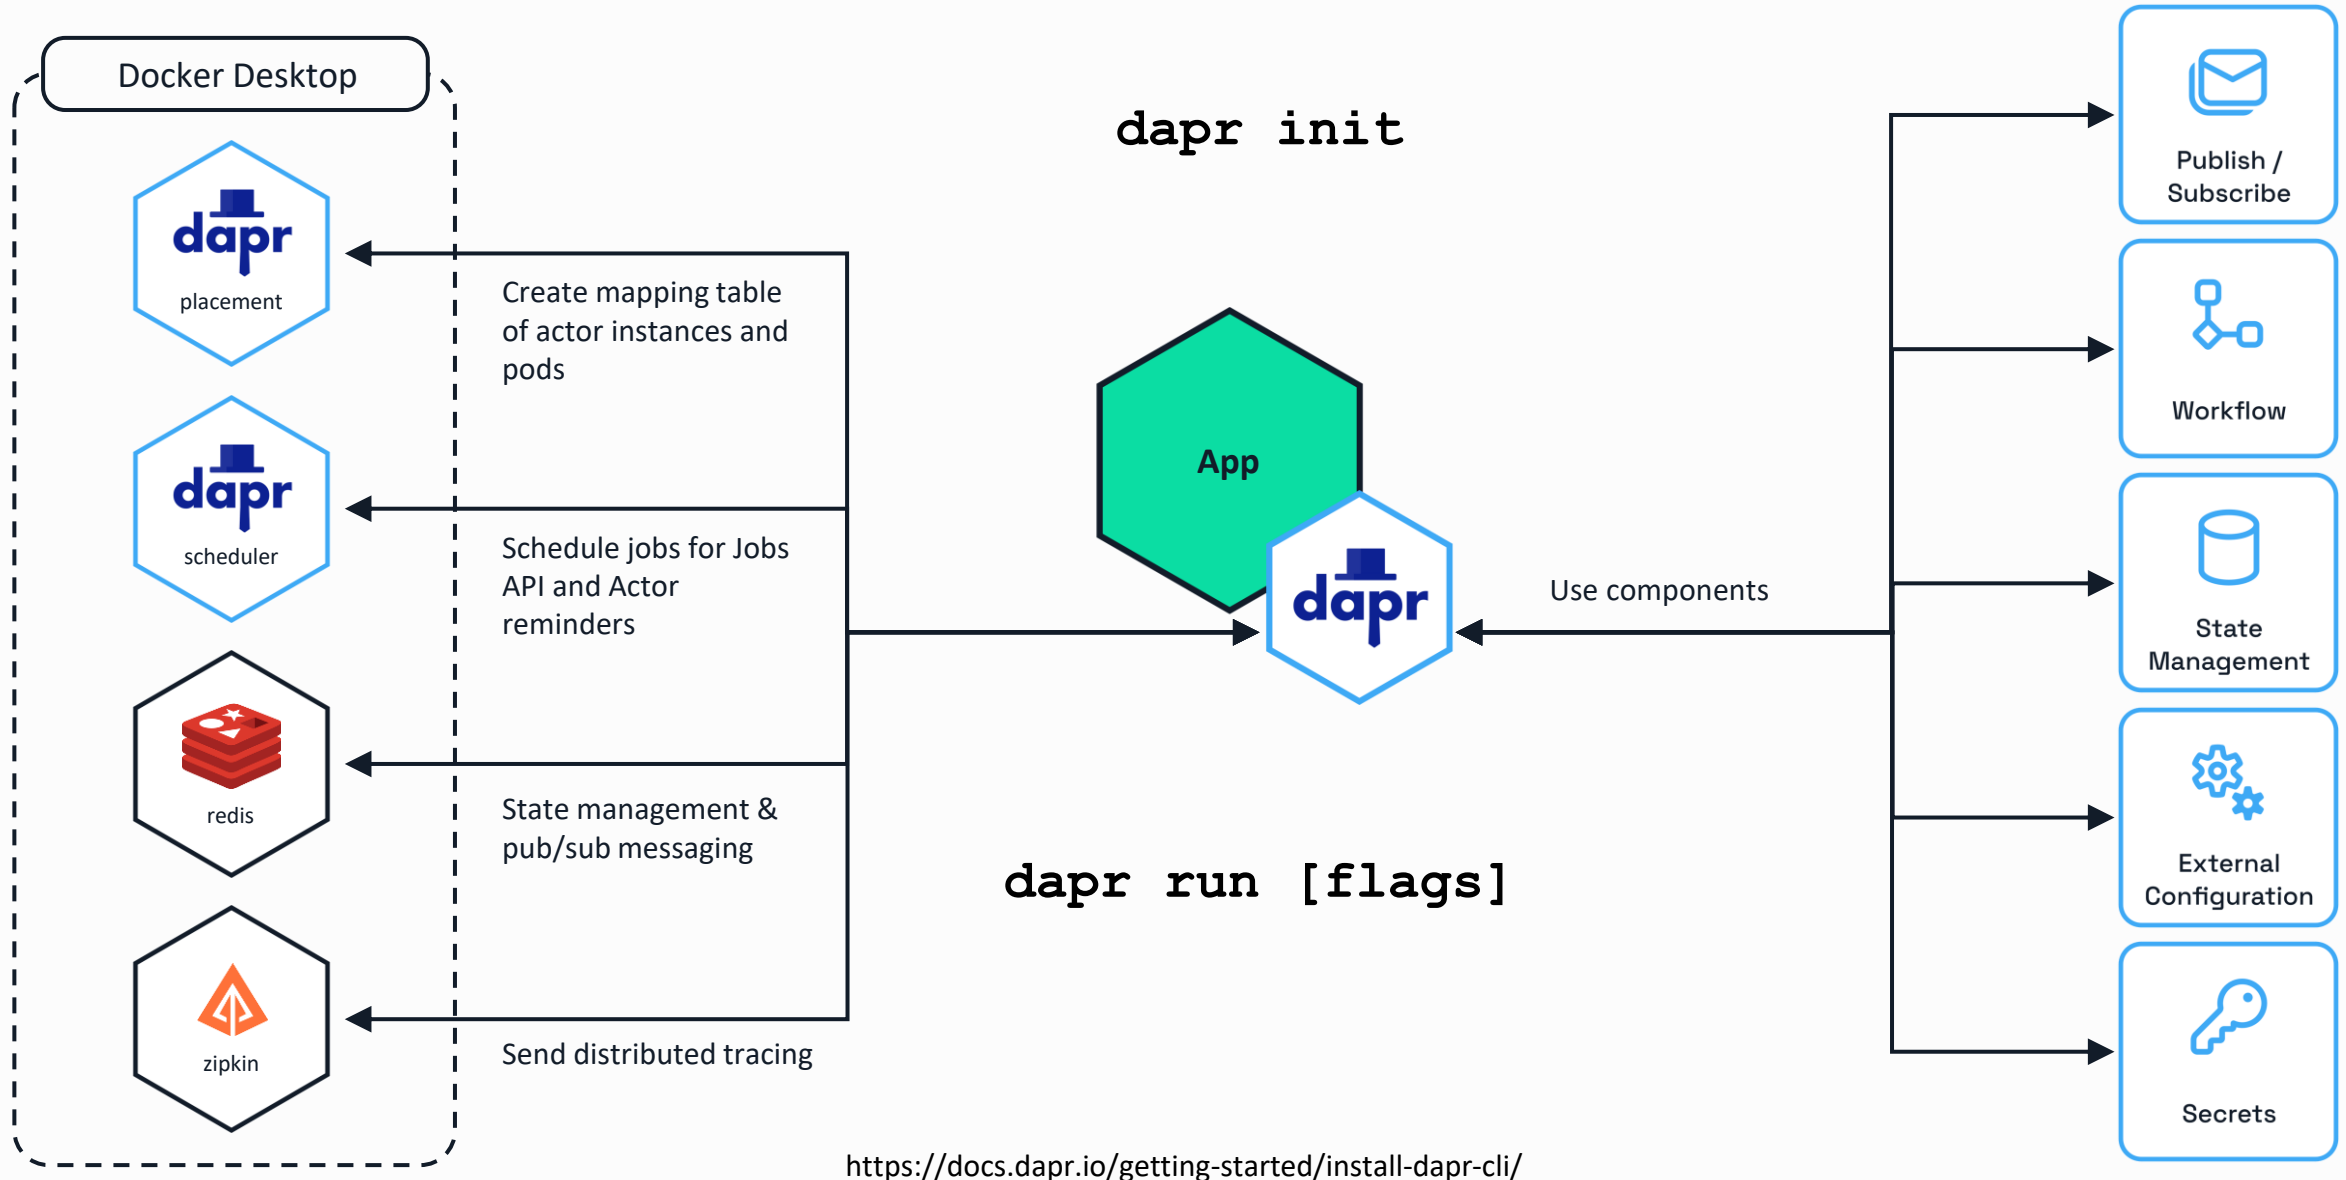 Docker Desktop
dapr
placement
dapr
scheduler
redis
zipkin
Create mapping table
of actor instances and
pods
Schedule jobs for Jobs
API and Actor
reminders
State management &
pub/sub messaging
Send distributed tracing
dapr init
App
dapr
dapr run [flags]
https://docs.dapr.io/getting-started/install-dapr-cli/
Use components
Publish /
Subscribe
Workflow
State
Management
External
Configuration
Secrets